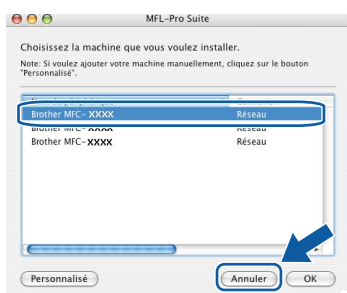 MFL-Pro Suite
Choisissez la machine que vous voulez installer.
Note: Si voulez ajouter votre machine manuellement, cliquez sur le bouton
"Personnalisé".
Brother MFC-XXXX Réseau
Brother MFC-XXXX Réseau
Brother MFC-XXXX Réseau
Personnalisé Annuler OK